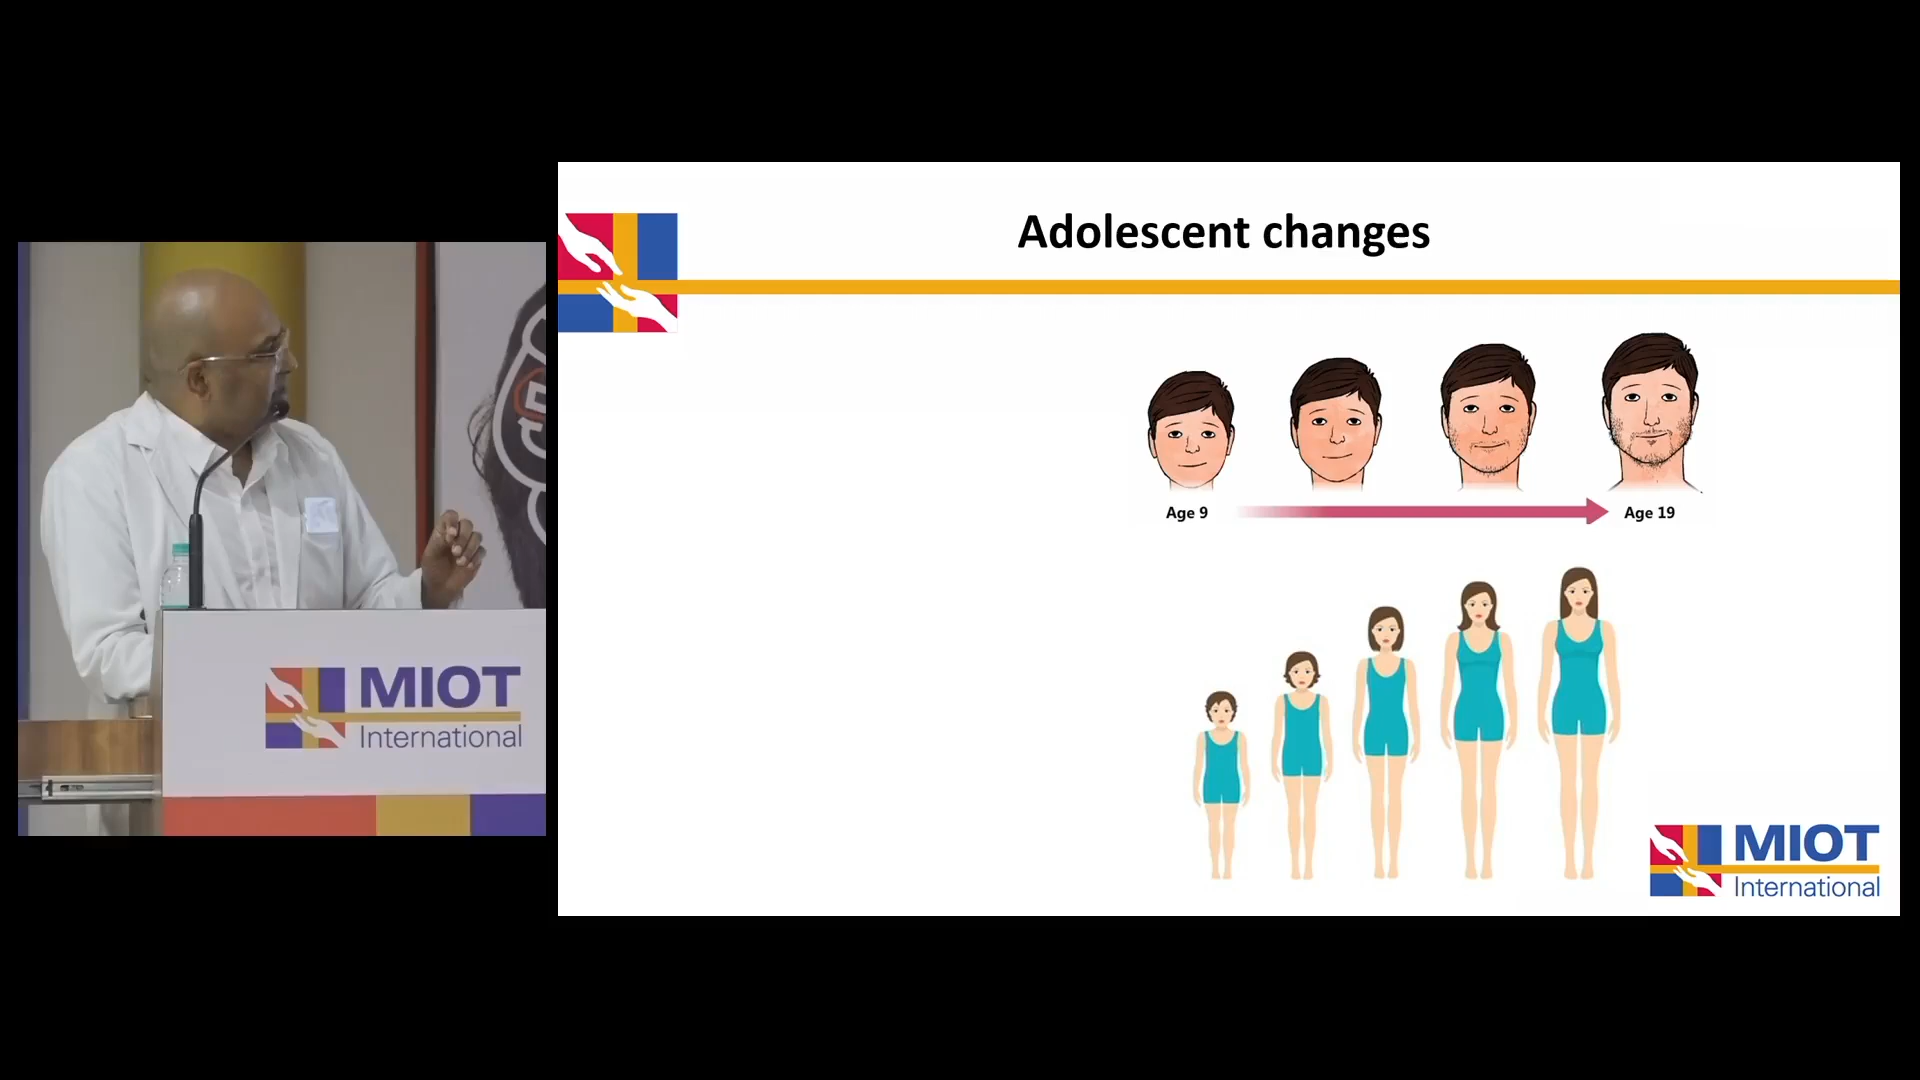 MIOT
International
Adolescent changes
Age 9
Age 19
MIOT
International